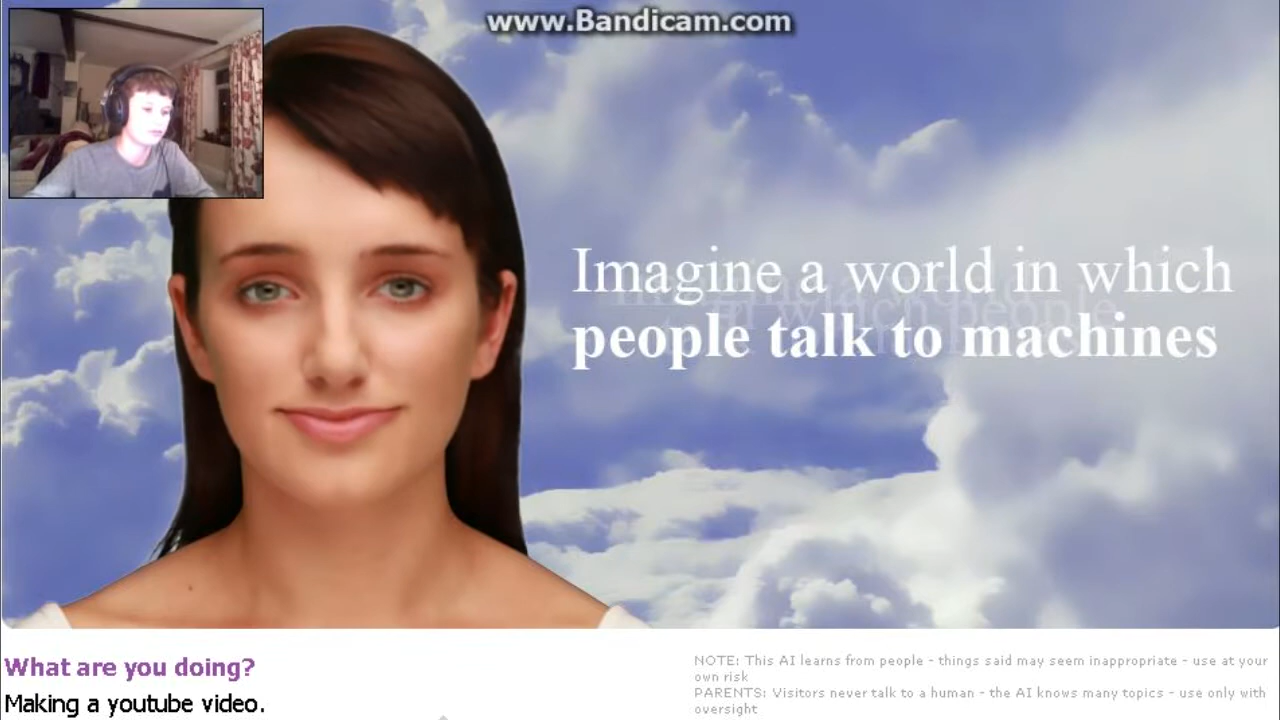 www.Bandicam.com
Imagine a world in which
people talk to machines
What are you doing?
Making a youtube video.
NOTE: This AI learns from people - things said may seem inappropriate - use at your
own risk
PARENTS: Visitors never talk to a human - the AI knows many topics - use only with
oversight